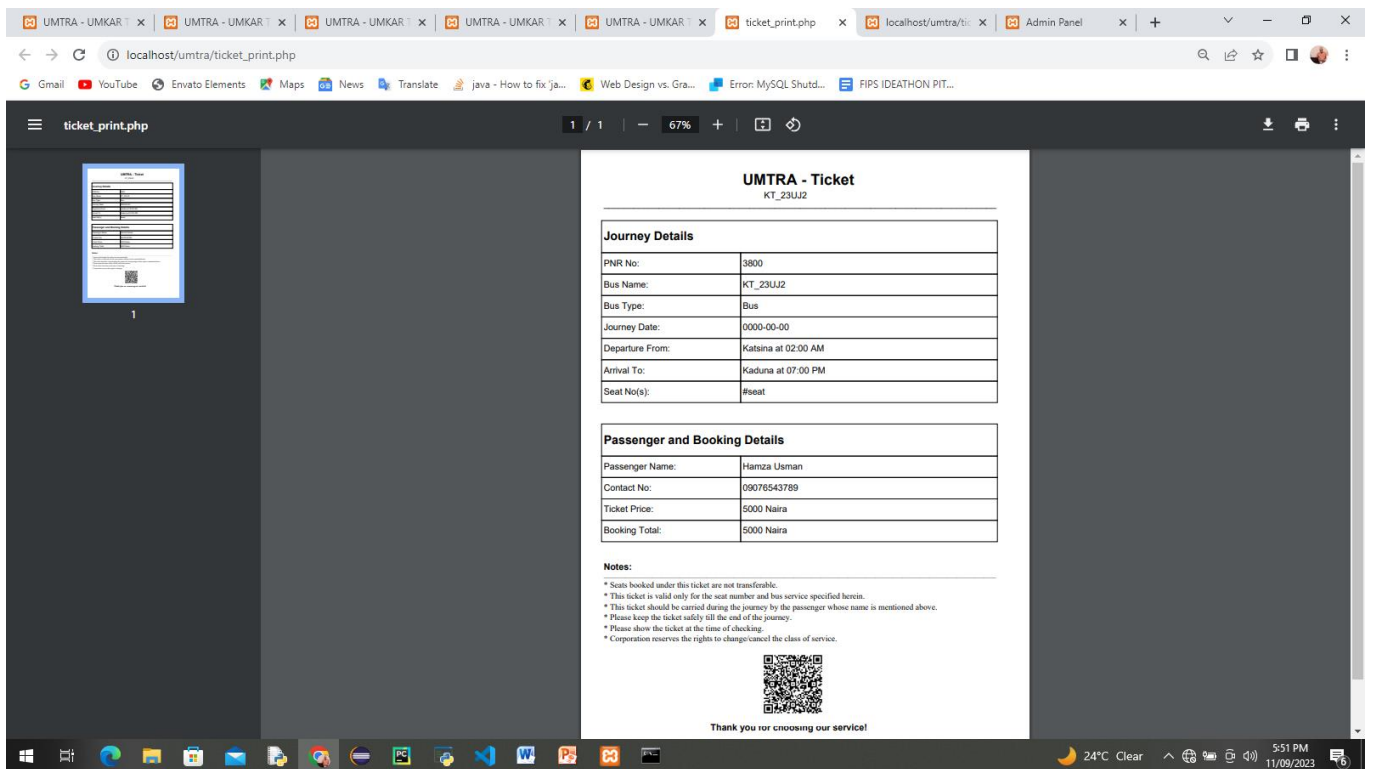 UMTRA - UMKAR T
UMTRA - UMKAR T
UMTRA - UMKAR T
UMTRA - UMKAR T
UMTRA - UMKAR T
ticket_print.php
localhost/umtra/tic
Admin Panel
localhost/umtra/ticket_print.php
Gmail
YouTube
Envato Elements
Maps
News
Translate
java - How to fix 'ja...
Web Design vs. Gra...
Error: MySQL Shutd...
FIPS IDEATHON PIT...
ticket_print.php
1 / 1
67%
1
UMTRA - Ticket
KT_23UJ2
Journey Details
PNR No: 3800
Bus Name: KT_23UJ2
Bus Type: Bus
Journey Date: 0000-00-00
Departure From: Katsina at 02:00 AM
Arrival To: Kaduna at 07:00 PM
Seat No(s): #seat
Passenger and Booking Details
Passenger Name: Hamza Usman
Contact No: 09076543789
Ticket Price: 5000 Naira
Booking Total: 5000 Naira
Notes:
* Seats booked under this ticket are not transferable.
* This ticket is valid only for the seat number and bus service specified herein.
* This ticket should be carried during the journey by the passenger whose name is mentioned above.
* Please keep the ticket safely till the end of the journey.
* Please show the ticket at the time of checking.
* Corporation reserves the rights to change/cancel the class of service.
Thank you for choosing our service!
24°C Clear
5:51 PM
11/09/2023
6